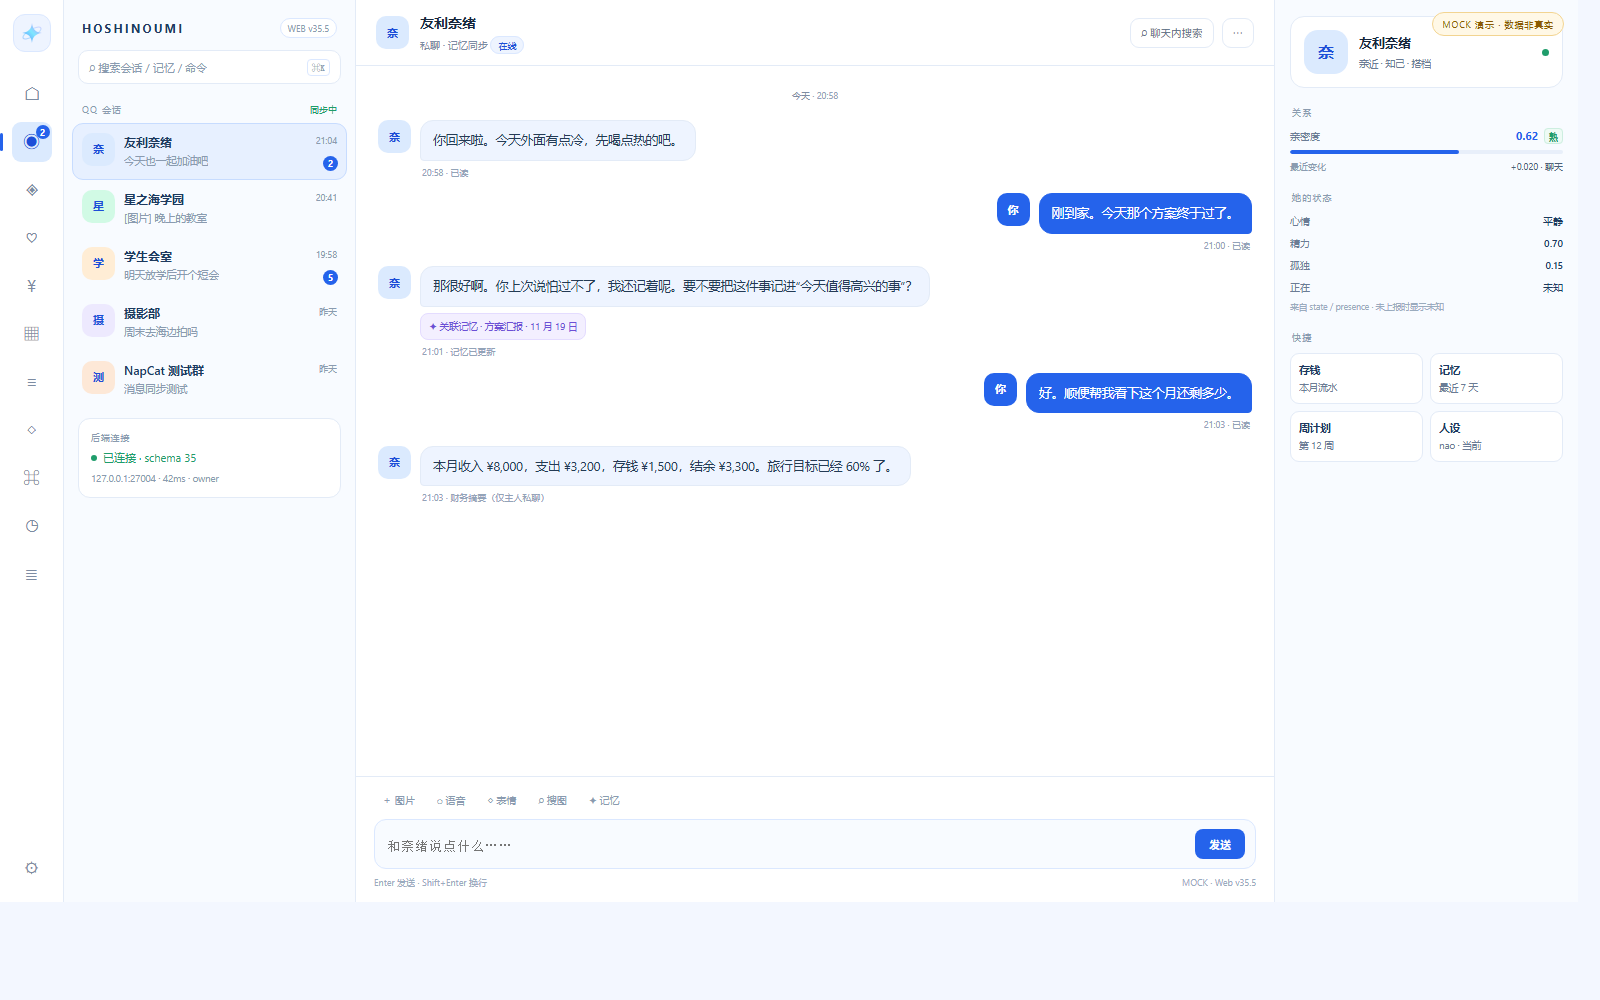 HOSHINOUMI
WEB v35.5
搜索会话 / 记忆 / 命令
⌘K
QQ 会话
同步中
2
奈
友利奈绪
21:04
今天也一起加油吧
2
星
星之海学园
20:41
[图片] 晚上的教室
学
学生会室
19:58
明天放学后开个短会
5
摄
摄影部
昨天
周末去海边拍吗
测
NapCat 测试群
昨天
消息同步测试
后端连接
已连接 · schema 35
127.0.0.1:27004 · 42ms · owner
奈
友利奈绪
私聊 · 记忆同步
在线
聊天内搜索
···
今天 · 20:58
奈
你回来啦。今天外面有点冷，先喝点热的吧。
20:58 · 已读
你
刚到家。今天那个方案终于过了。
21:00 · 已读
奈
那很好啊。你上次说怕过不了，我还记着呢。要不要把这件事记进“今天值得高兴的事”？
✦ 关联记忆 · 方案汇报 · 11 月 19 日
21:01 · 记忆已更新
你
好。顺便帮我看下这个月还剩多少。
21:03 · 已读
奈
本月收入 ¥8,000，支出 ¥3,200，存钱 ¥1,500，结余 ¥3,300。旅行目标已经 60% 了。
21:03 · 财务摘要（仅主人私聊）
+ 图片
语音
表情
搜图
✦ 记忆
和奈绪说点什么……
发送
Enter 发送 · Shift+Enter 换行
MOCK · Web v35.5
MOCK 演示 · 数据非真实
奈
友利奈绪
亲近 · 知己 · 搭档
关系
亲密度
0.62
熟
最近变化
+0.020 · 聊天
她的状态
心情
平静
精力
0.70
孤独
0.15
正在
未知
来自 state / presence · 未上报时显示未知
快捷
存钱
本月流水
记忆
最近 7 天
周计划
第 12 周
人设
nao · 当前